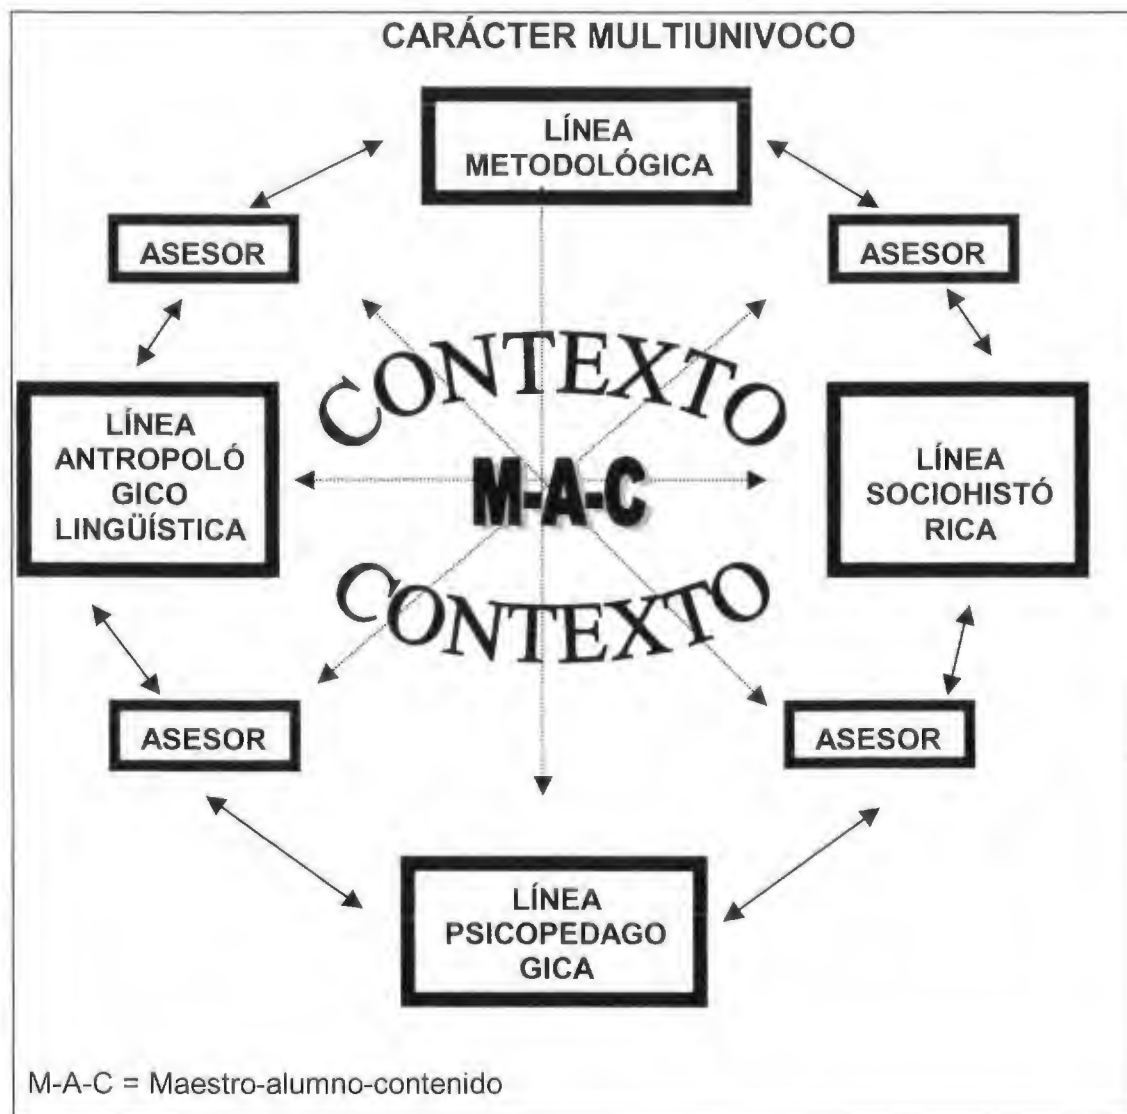 CARÁCTER MULTIUNIVOCO
LÍNEA
METODOLÓGICA
ASESOR
ASESOR
CONTEXTO
LÍNEA
ANTROPOLÓ
GICO
LINGÜÍSTICA
M-A-C
LÍNEA
SOCIOHISTÓ
RICA
CONTEXTO
ASESOR
ASESOR
LÍNEA
PSICOPEDAGO
GICA
M-A-C = Maestro-alumno-contenido